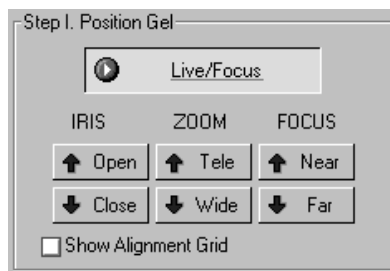 Step I. Position Gel
Live/Focus
IRIS ZOOM FOCUS
Open Tele Near
Close Wide Far
Show Alignment Grid